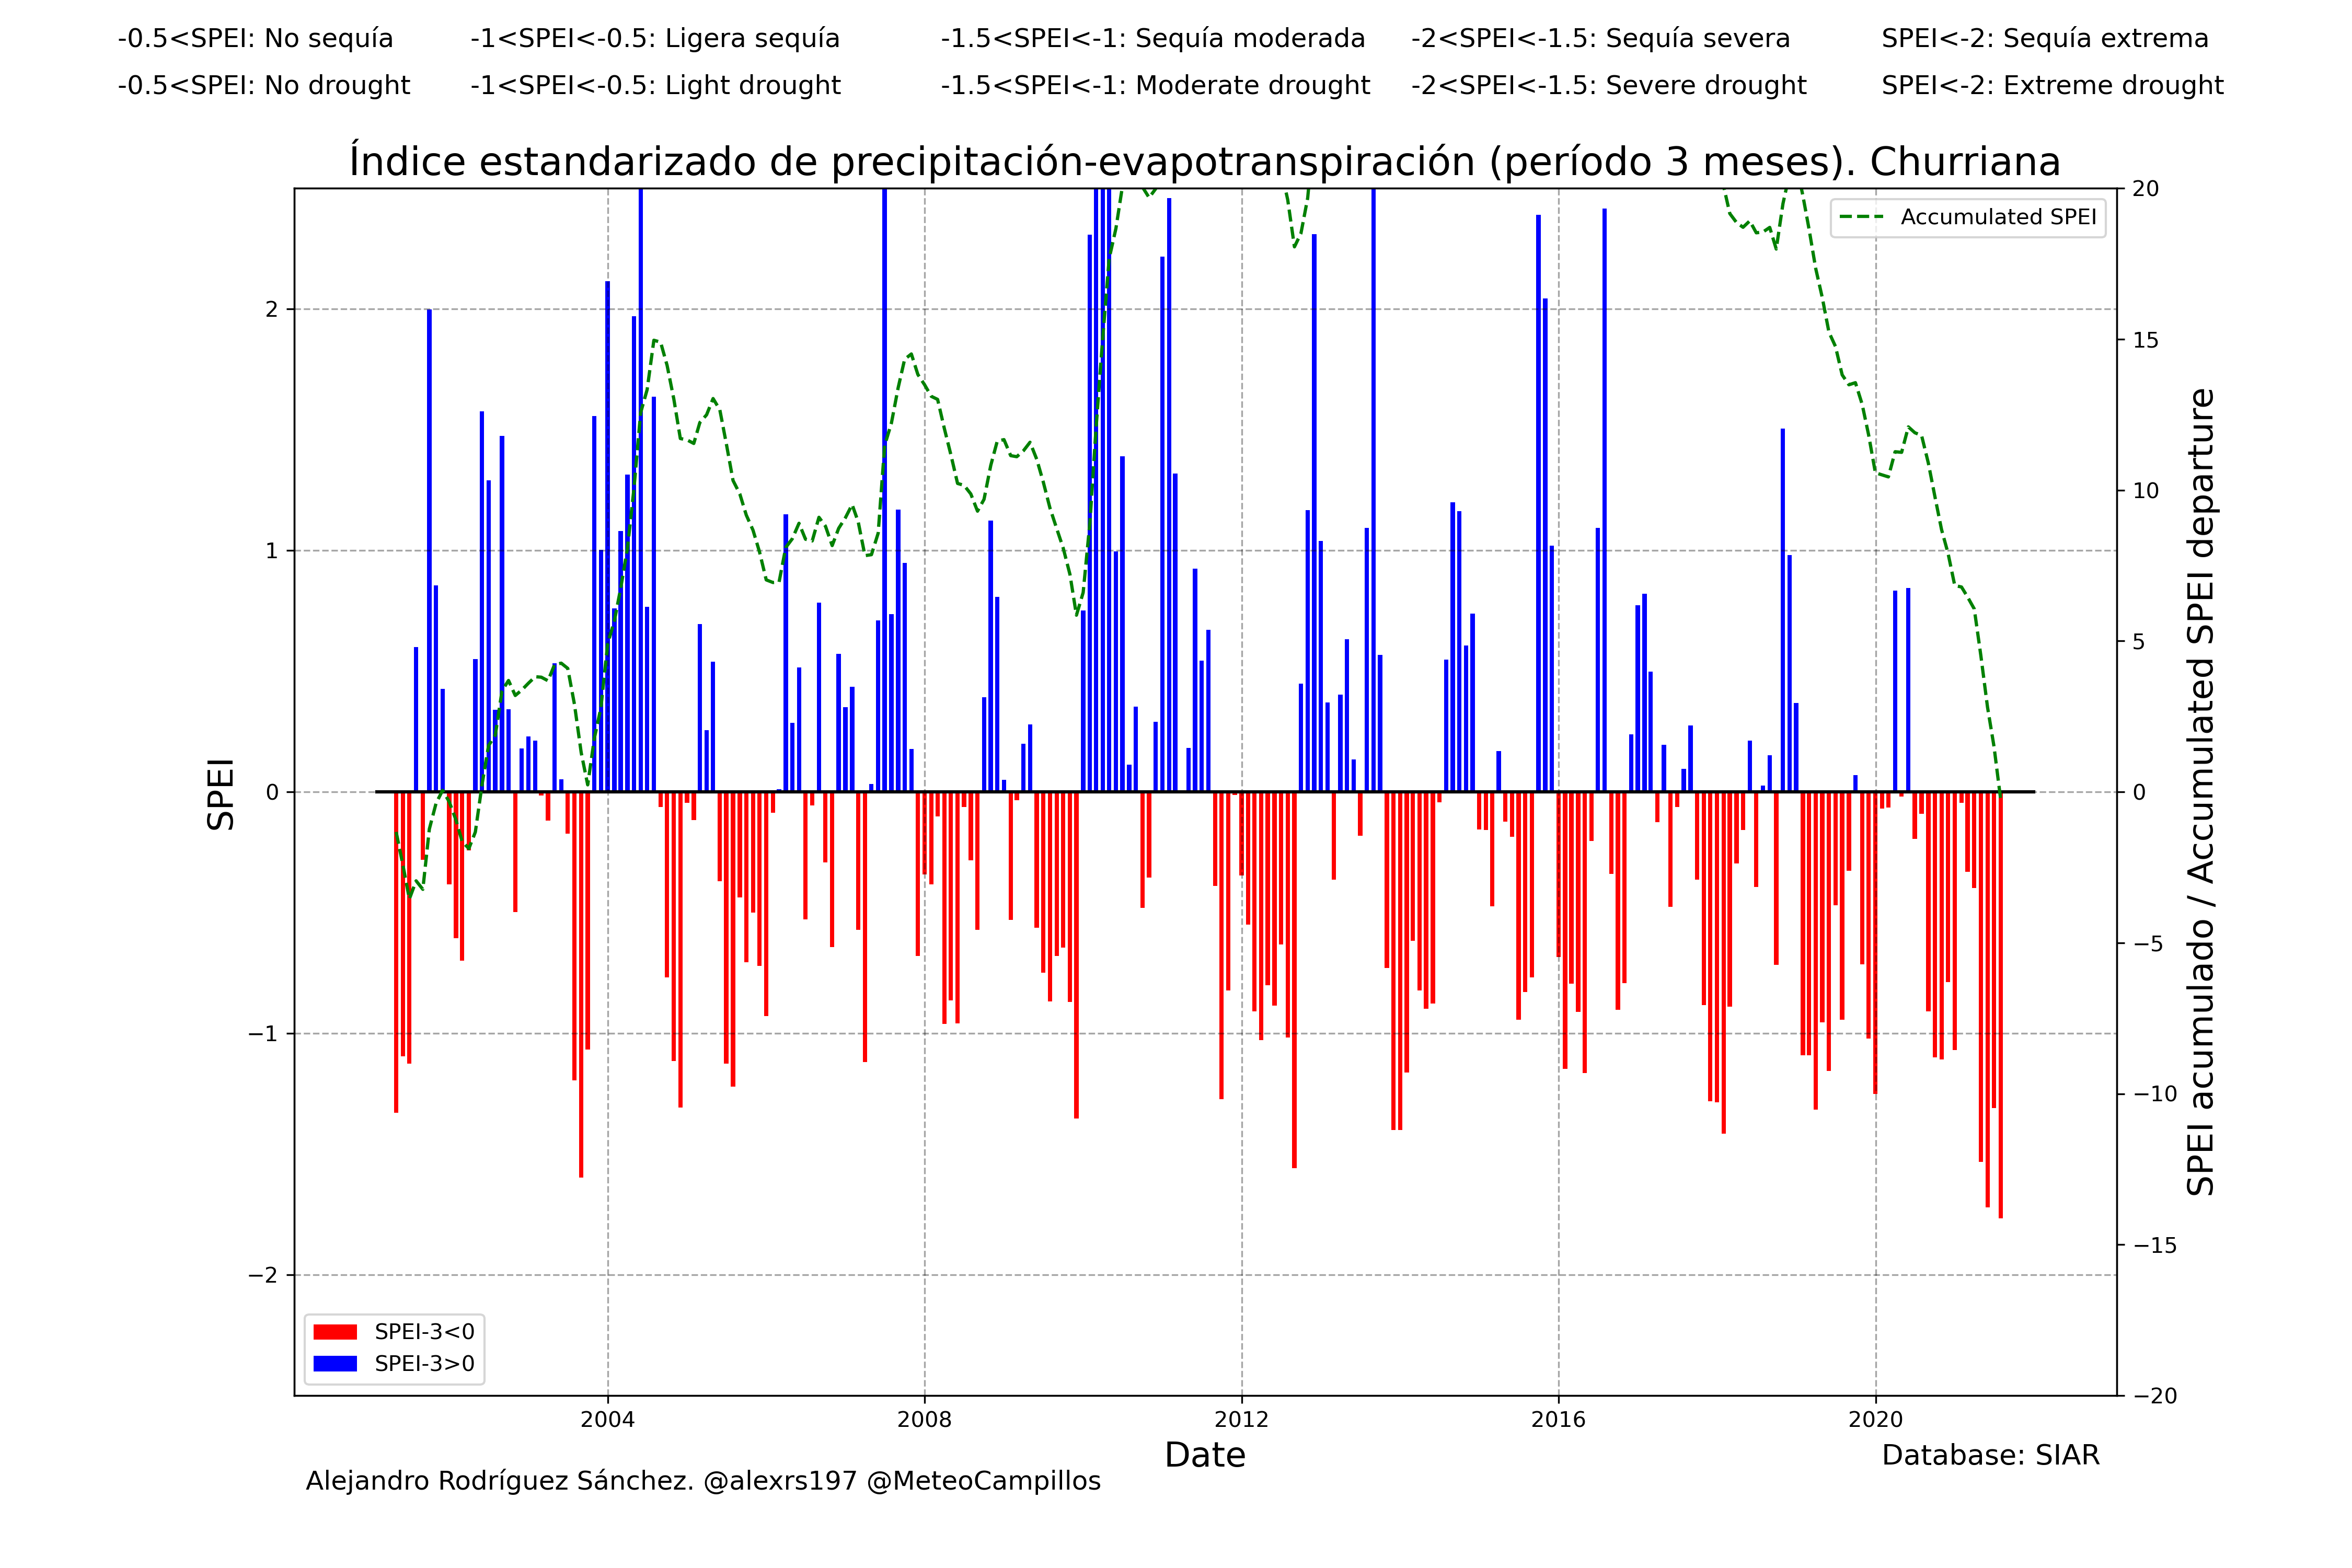 -0.5<SPEI: No sequía -1<SPEI<-0.5: Ligera sequía -1.5<SPEI<-1: Sequía moderada -2<SPEI<-1.5: Sequía severa SPEI<-2: Sequía extrema
-0.5<SPEI: No drought -1<SPEI<-0.5: Light drought -1.5<SPEI<-1: Moderate drought -2<SPEI<-1.5: Severe drought SPEI<-2: Extreme drought
Índice estandarizado de precipitación-evapotranspiración (período 3 meses). Churriana
Accumulated SPEI
SPEI
2
1
0
−1
−2
20
15
10
5
0
−5
−10
−15
−20
SPEI acumulado / Accumulated SPEI departure
SPEI-3<0
SPEI-3>0
2004 2008 2012 2016 2020
Date
Database: SIAR
Alejandro Rodríguez Sánchez. @alexrs197 @MeteoCampillos